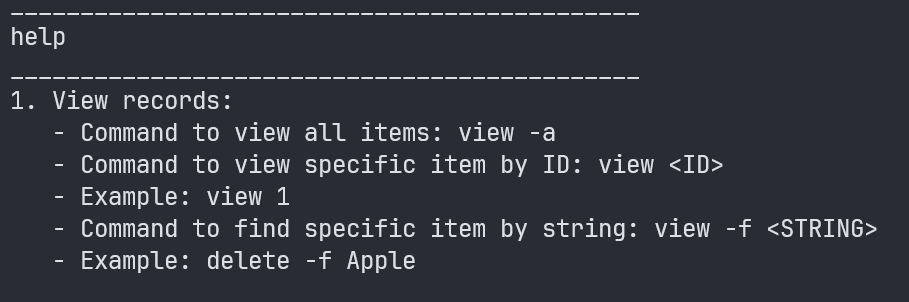 _____________________________________________
help
_____________________________________________
1. View records:
   - Command to view all items: view -a
   - Command to view specific item by ID: view <ID>
   - Example: view 1
   - Command to find specific item by string: view -f <STRING>
   - Example: delete -f Apple